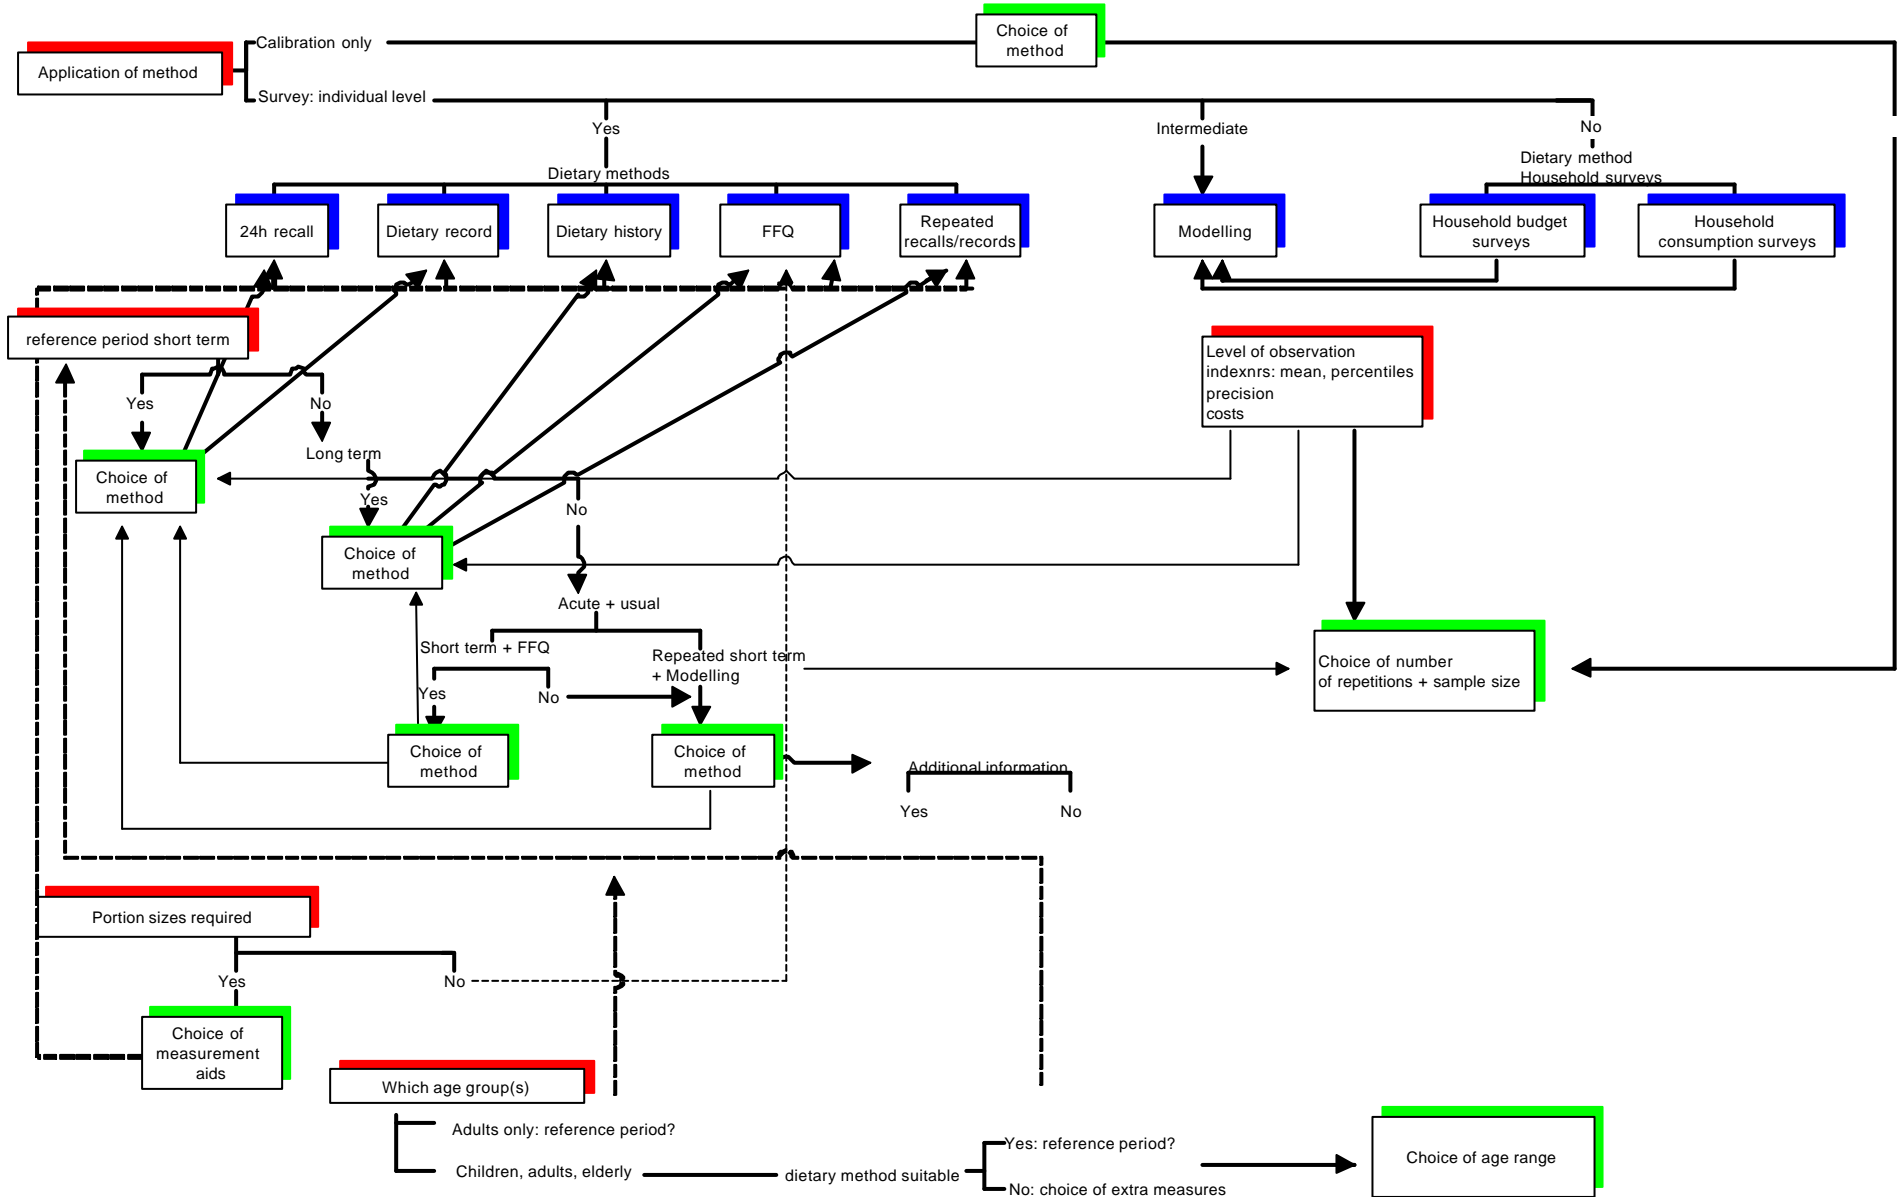 Choice of
method
Calibration only
Application of method
Survey: individual level
Yes
Intermediate
No
Dietary methods
Dietary method
Household surveys
24h recall
Dietary record
Dietary history
FFQ
Repeated
recalls/records
Modelling
Household budget
surveys
Household
consumption surveys
reference period short term
Level of observation
indexnrs: mean, percentiles
precision
costs
Yes
No
Long term
Choice of
method
Yes
No
Choice of
method
Acute + usual
Short term + FFQ
Repeated short term
+ Modelling
Choice of number
of repetitions + sample size
Yes
No
Choice of
method
Choice of
method
Additional information
Yes
No
Portion sizes required
Yes
No
Choice of
measurement
aids
Which age group(s)
Adults only: reference period?
Children, adults, elderly
dietary method suitable
Yes: reference period?
No: choice of extra measures
Choice of age range